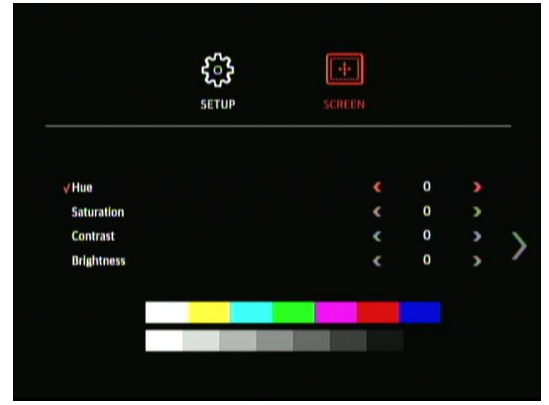 SETUP SCREEN
√Hue < 0 >
Saturation < 0 >
Contrast < 0 >
Brightness < 0 >